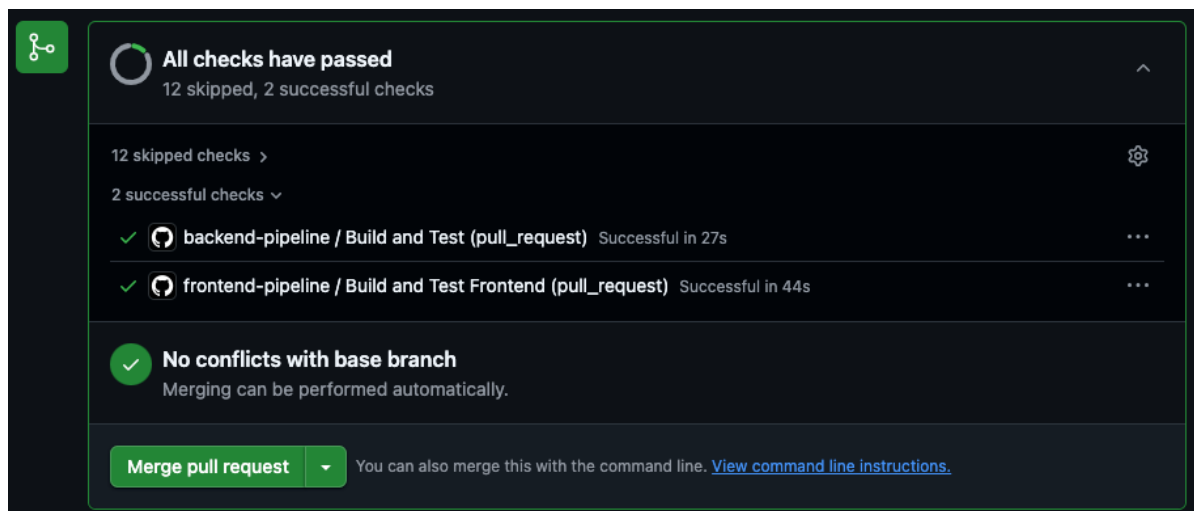 All checks have passed
12 skipped, 2 successful checks
12 skipped checks
2 successful checks
backend-pipeline / Build and Test (pull_request) Successful in 27s
frontend-pipeline / Build and Test Frontend (pull_request) Successful in 44s
No conflicts with base branch
Merging can be performed automatically.
Merge pull request You can also merge this with the command line. View command line instructions.